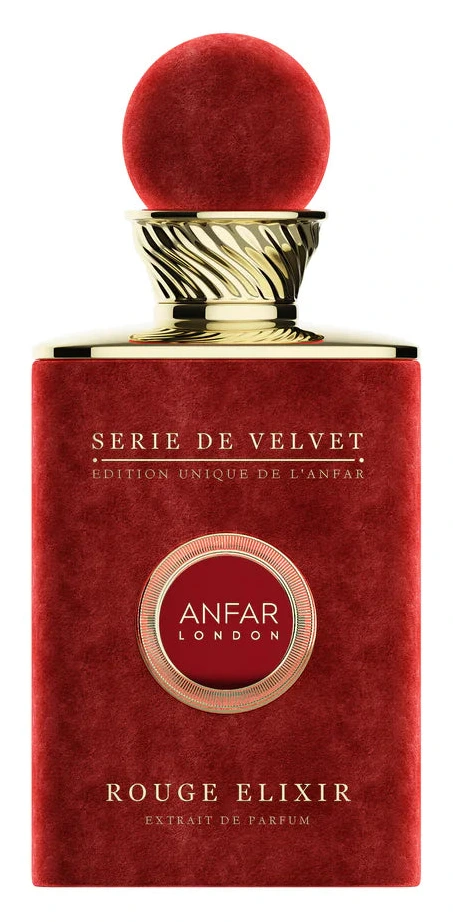 SERIE DE VELVET
EDITION UNIQUE DE L'ANFAR
ANFAR
LONDON
ROUGE ELIXIR
EXTRAIT DE PARFUM